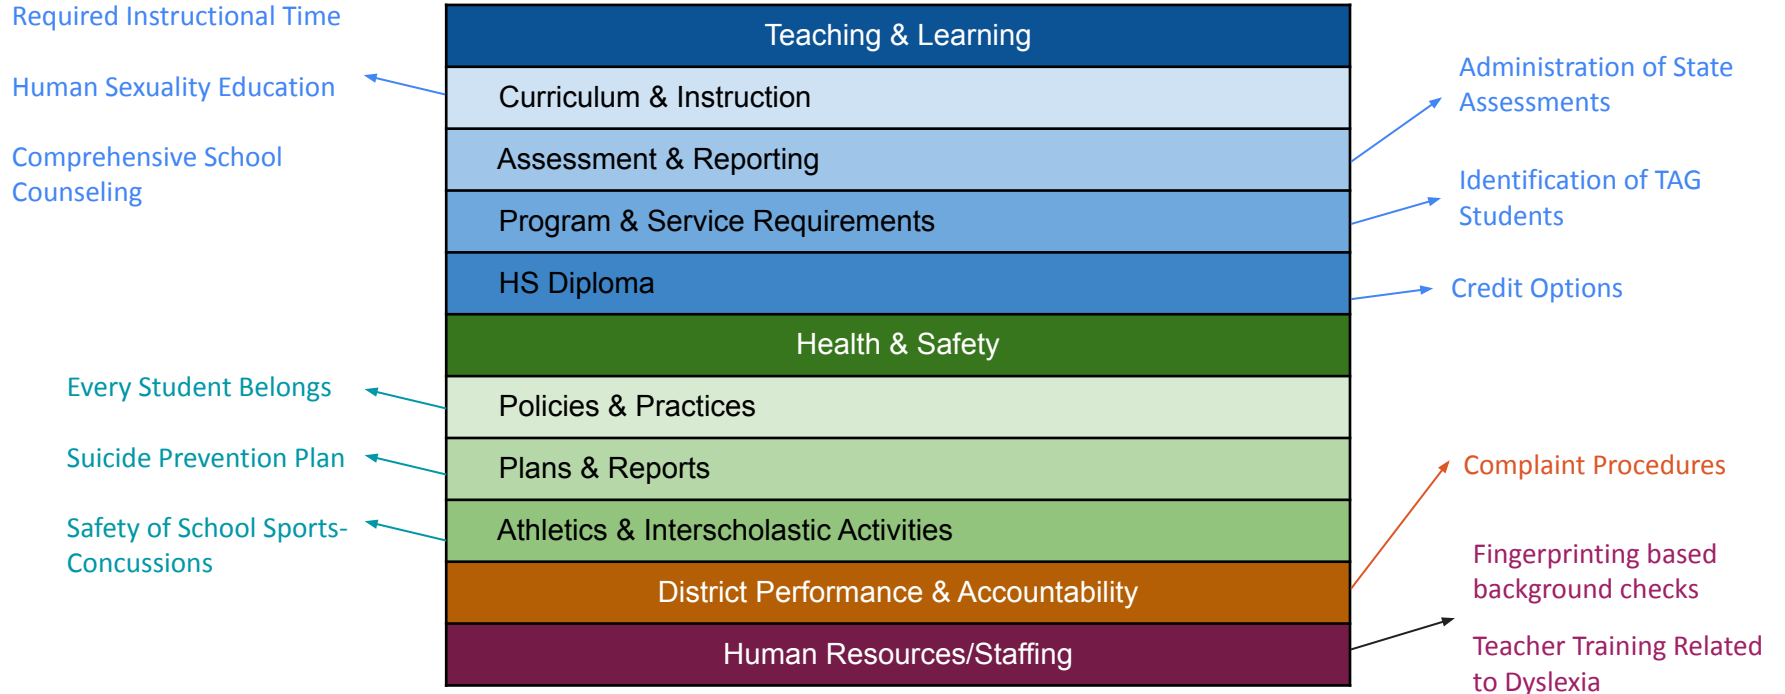 Required Instructional Time
Human Sexuality Education
Comprehensive School
Counseling
Teaching & Learning
Curriculum & Instruction
Assessment & Reporting
Program & Service Requirements
HS Diploma
Administration of State
Assessments
Identification of TAG
Students
Credit Options
Health & Safety
Every Student Belongs
Suicide Prevention Plan
Safety of School Sports-
Concussions
Policies & Practices
Plans & Reports
Athletics & Interscholastic Activities
District Performance & Accountability
Human Resources/Staffing
Complaint Procedures
Fingerprinting based
background checks
Teacher Training Related
to Dyslexia